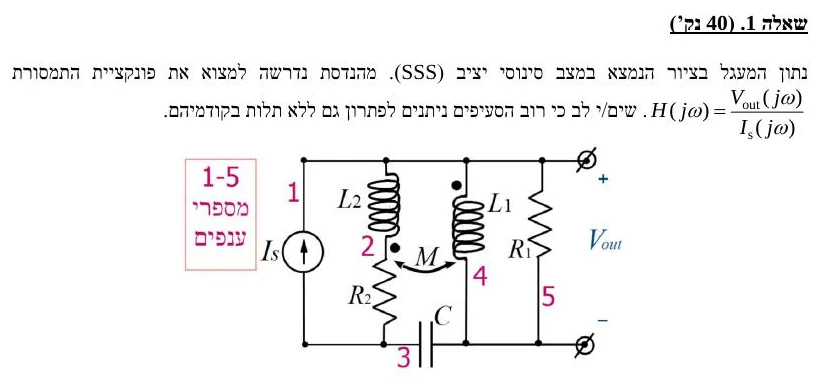 שאלה 1. (40 נק')
נתון המעגל בציור הנמצא במצב סינוסי יציב (SSS). מהנדסת נדרשה למצוא את פונקציית התמסורת
H(jω) = Vout(jω) / Is(jω) . שים/י לב כי רוב הסעיפים ניתנים לפתרון גם ללא תלות בקודמיהם.
1-5
מספרי
ענפים
1
L2
L1
+
2
M
R1
Vout
Is
4
R2
5
C
3
–